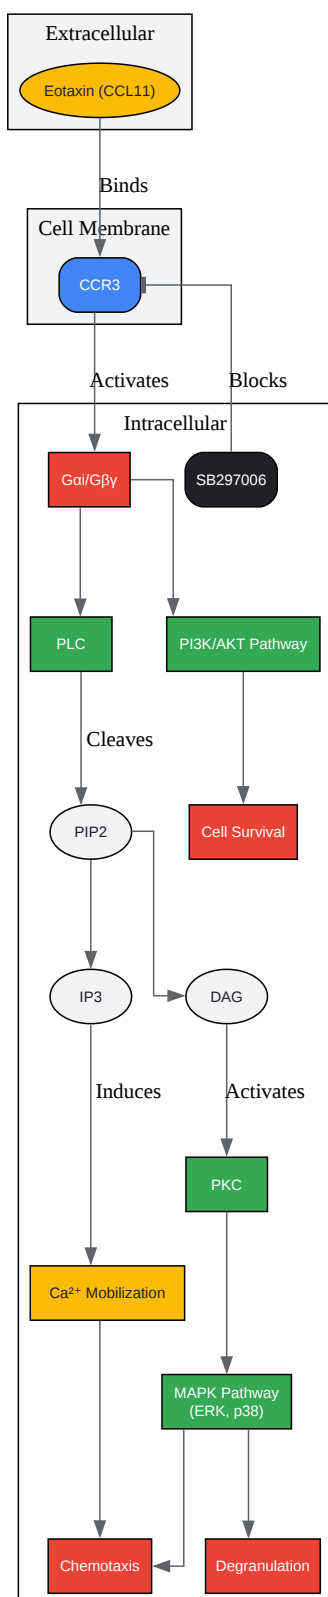 Extracellular
Eotaxin (CCL11)
Binds
Cell Membrane
CCR3
Activates
Blocks
Intracellular
Gαi/Gβγ
SB297006
PLC
PI3K/AKT Pathway
Cleaves
PIP2
Cell Survival
IP3
DAG
Induces
Activates
PKC
Ca²⁺ Mobilization
MAPK Pathway
(ERK, p38)
Chemotaxis
Degranulation